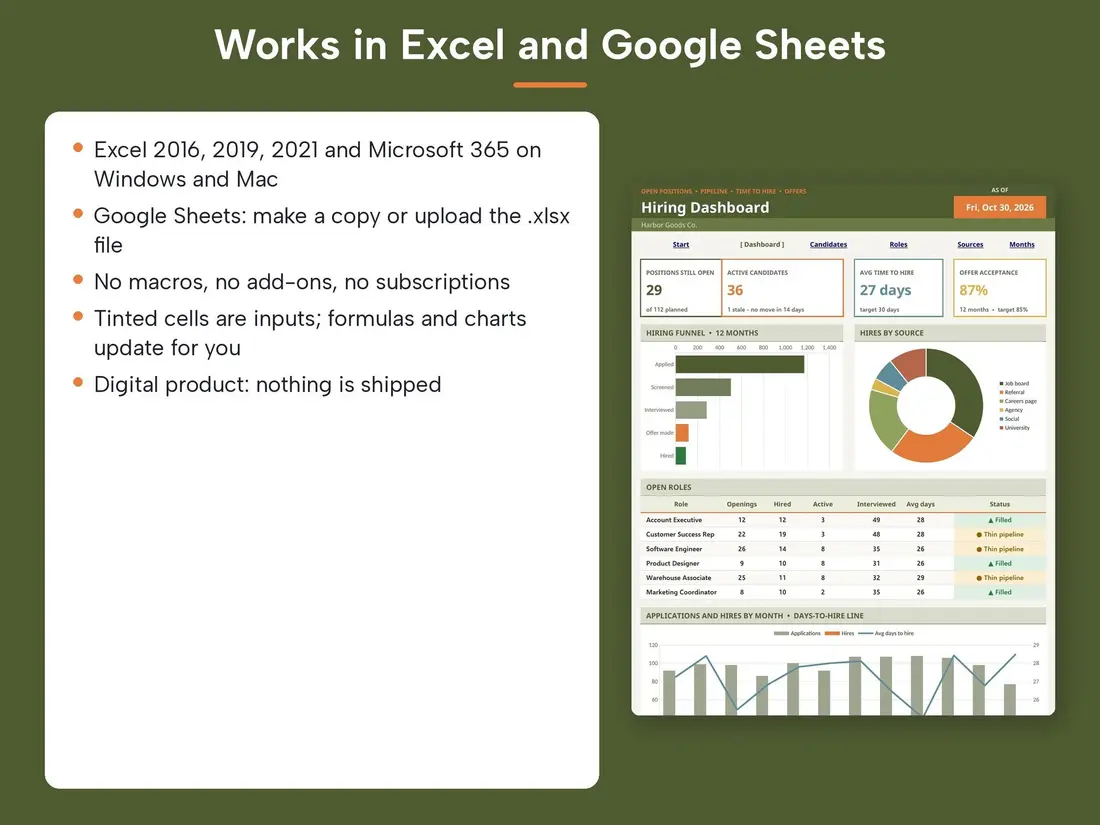 Works in Excel and Google Sheets
Excel 2016, 2019, 2021 and Microsoft 365 on
Windows and Mac
Google Sheets: make a copy or upload the .xlsx
file
No macros, no add-ons, no subscriptions
Tinted cells are inputs; formulas and charts
update for you
Digital product: nothing is shipped
OPEN POSITIONS • PIPELINE • TIME TO HIRE • OFFERS
AS OF
Hiring Dashboard
Fri, Oct 30, 2026
Harbor Goods Co.
Start [ Dashboard ] Candidates Roles Sources Months
POSITIONS STILL OPEN ACTIVE CANDIDATES AVG TIME TO HIRE OFFER ACCEPTANCE
29 36 27 days 87%
of 112 planned 1 stale - no move in 14 days target 30 days 12 months • target 85%
HIRING FUNNEL • 12 MONTHS
0 200 400 600 800 1,000 1,200 1,400
Applied
Screened
Interviewed
Offer made
Hired
HIRES BY SOURCE
Job board
Referral
Careers page
Agency
Social
University
OPEN ROLES
Role Openings Hired Active Interviewed Avg days Status
Account Executive 12 12 3 49 28 ▲ Filled
Customer Success Rep 22 19 3 48 28 ● Thin pipeline
Software Engineer 26 14 8 35 26 ● Thin pipeline
Product Designer 9 10 8 31 26 ▲ Filled
Warehouse Associate 25 11 8 32 29 ● Thin pipeline
Marketing Coordinator 8 10 2 35 26 ▲ Filled
APPLICATIONS AND HIRES BY MONTH • DAYS-TO-HIRE LINE
Applications Hires Avg days to hire
120 29
100 28
80 27
60 26